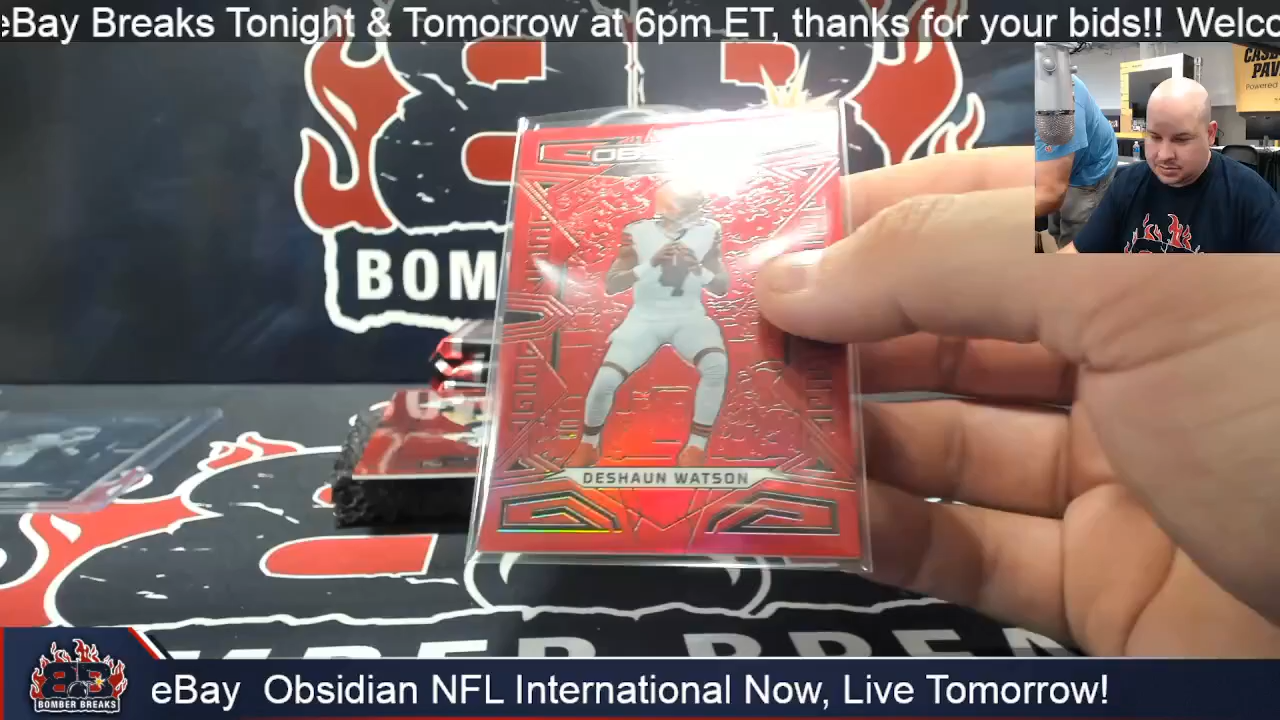 eBay Breaks Tonight & Tomorrow at 6pm ET, thanks for your bids!! Welco
Powered
BOM
DESHAUN WATSON
BOMBER BREAKS
eBay Obsidian NFL International Now, Live Tomorrow!